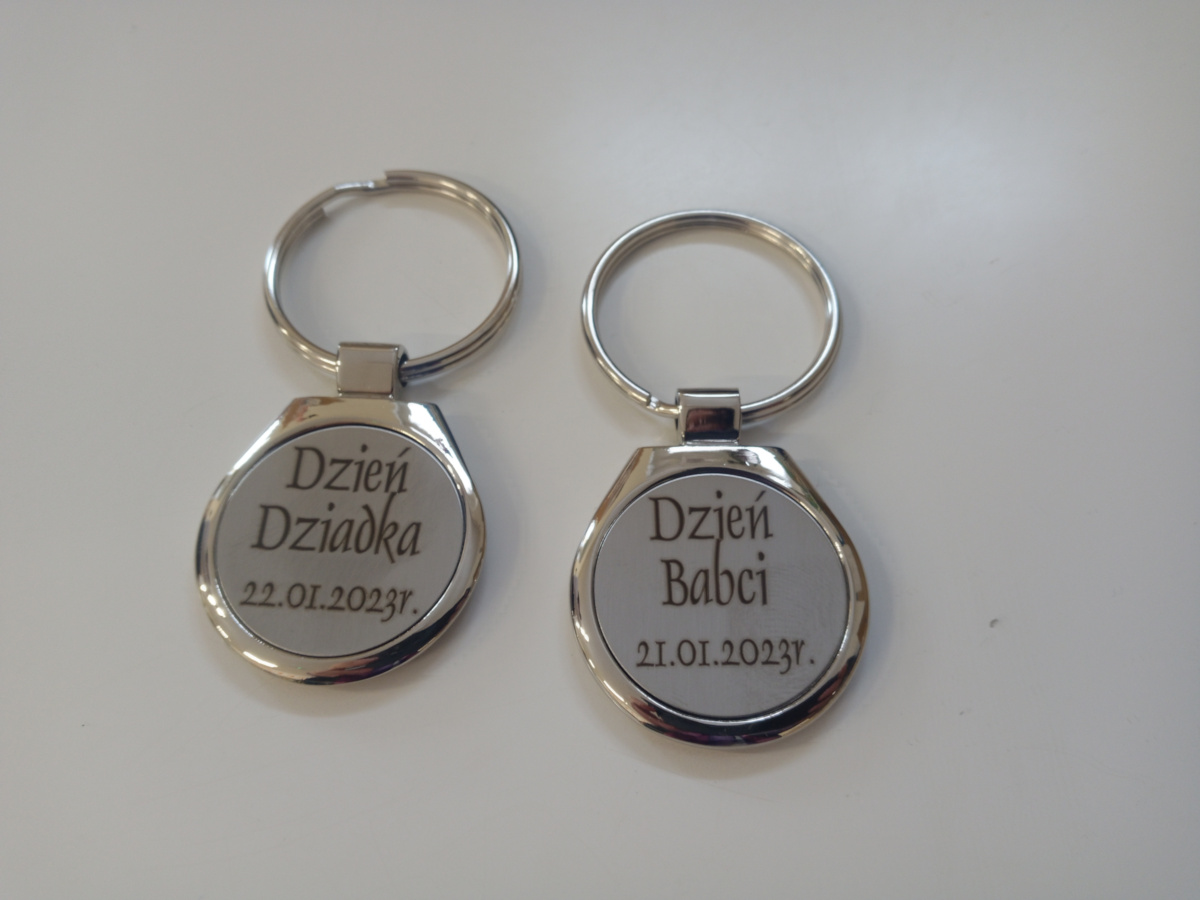 Dzień
Dziadka
22.01.2023r.
Dzień
Babci
21.01.2023r.